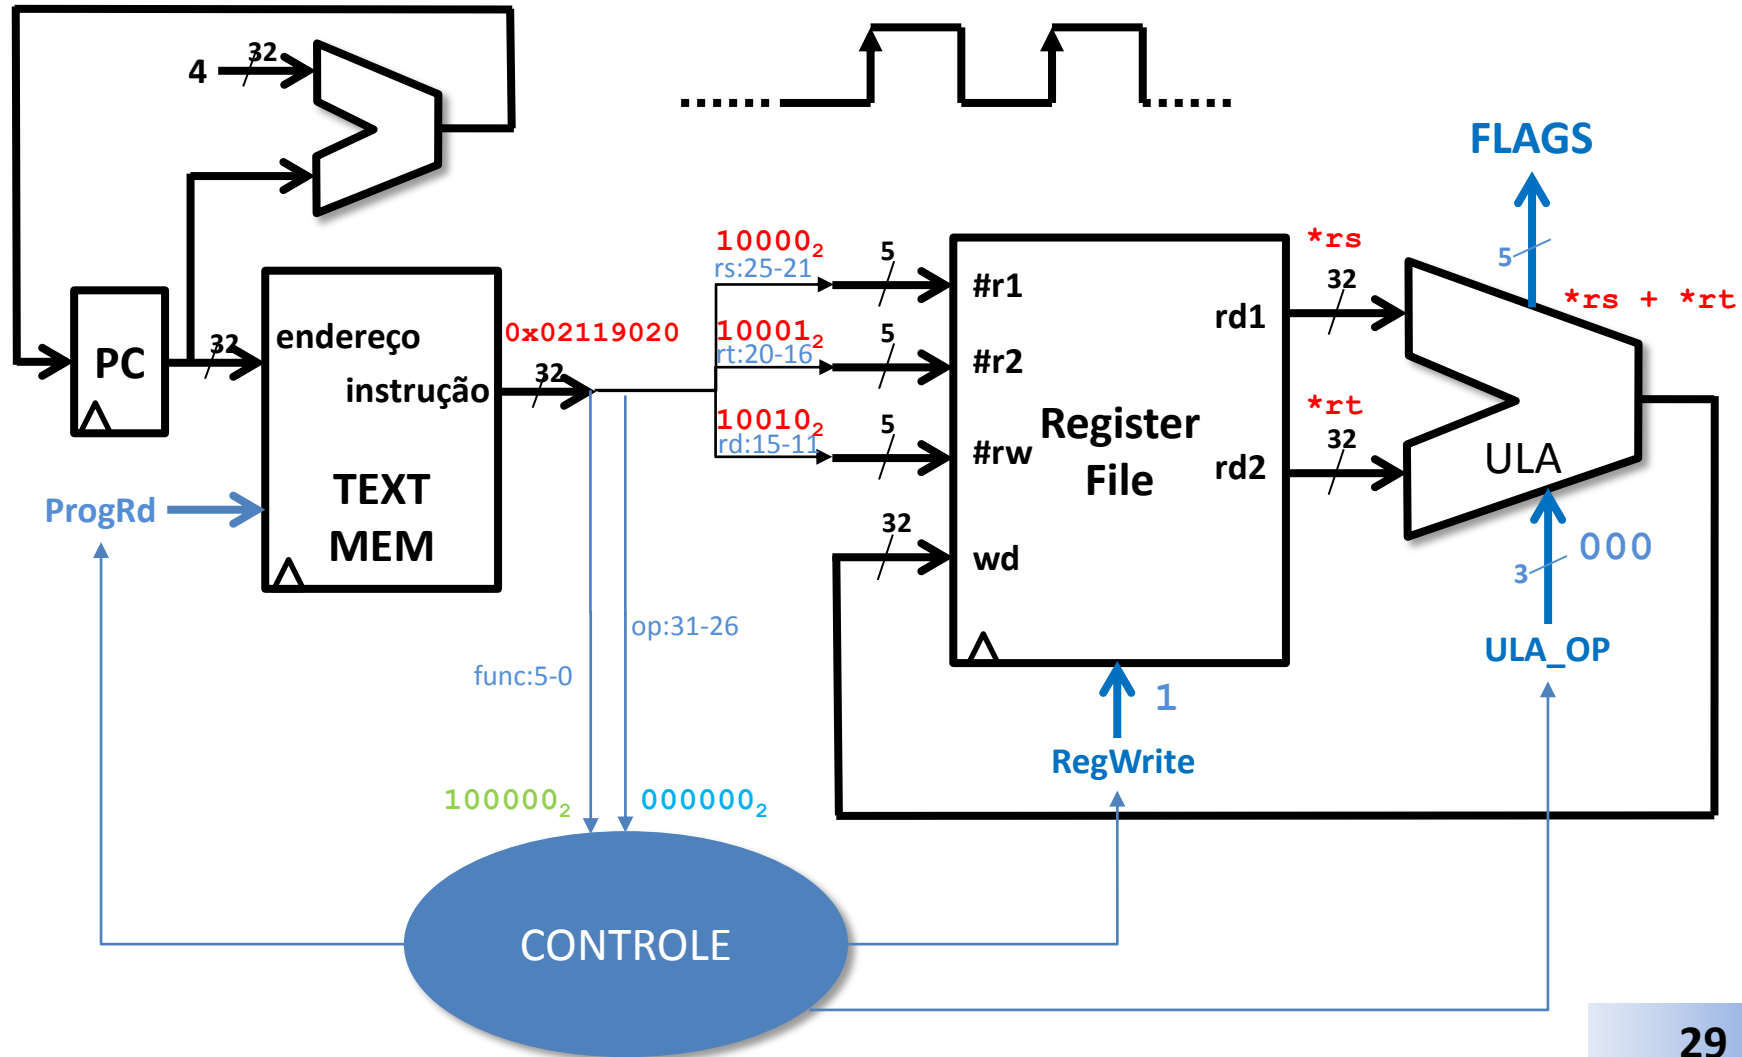 4
32
FLAGS
5
10000₂
rs:25-21
5
#r1
*rs
32
*rs + *rt
rd1
PC
32
endereço
0x02119020
10001₂
rt:20-16
5
#r2
instrução
32
10010₂
rd:15-11
5
#rw
Register
File
*rt
32
rd2
ULA
TEXT
MEM
ProgRd
32
wd
000
3
op:31-26
ULA_OP
func:5-0
1
RegWrite
100000₂
000000₂
CONTROLE
29